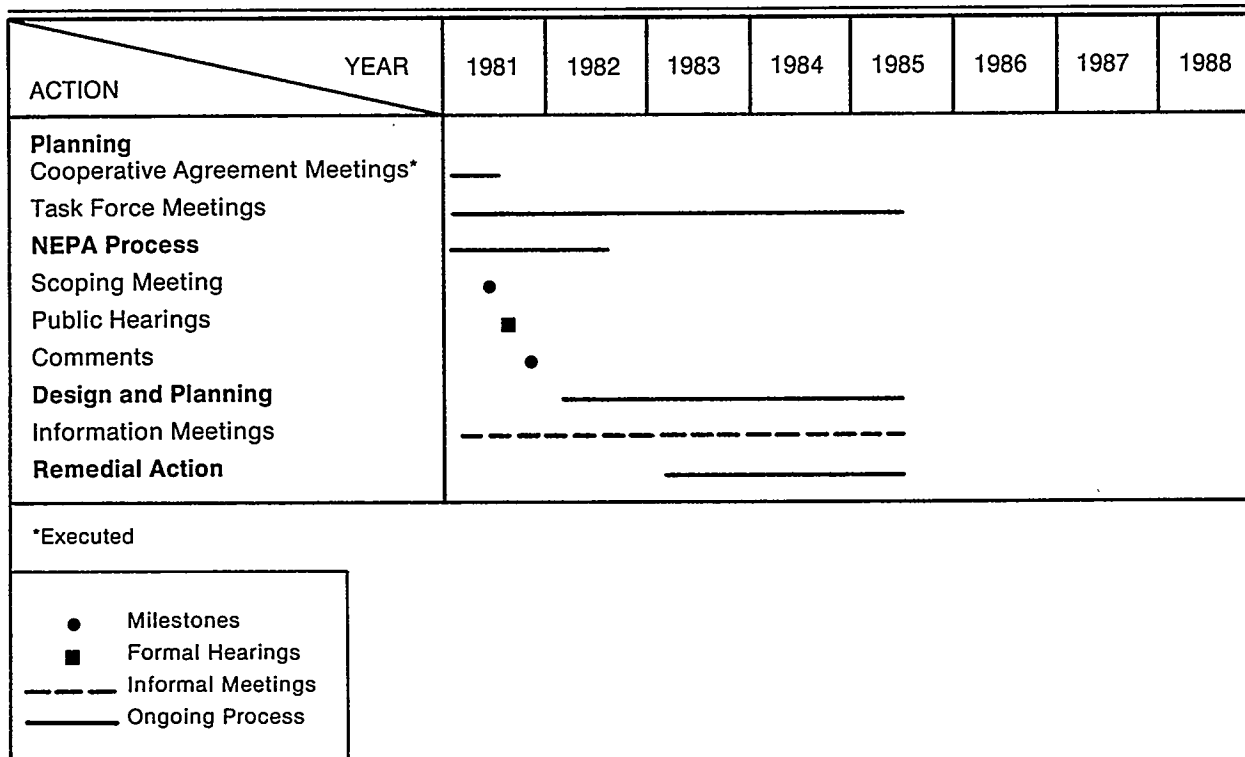 YEAR 1981 1982 1983 1984 1985 1986 1987 1988
ACTION
Planning
Cooperative Agreement Meetings*
Task Force Meetings
NEPA Process
Scoping Meeting
Public Hearings
Comments
Design and Planning
Information Meetings
Remedial Action
*Executed
Milestones
Formal Hearings
Informal Meetings
Ongoing Process